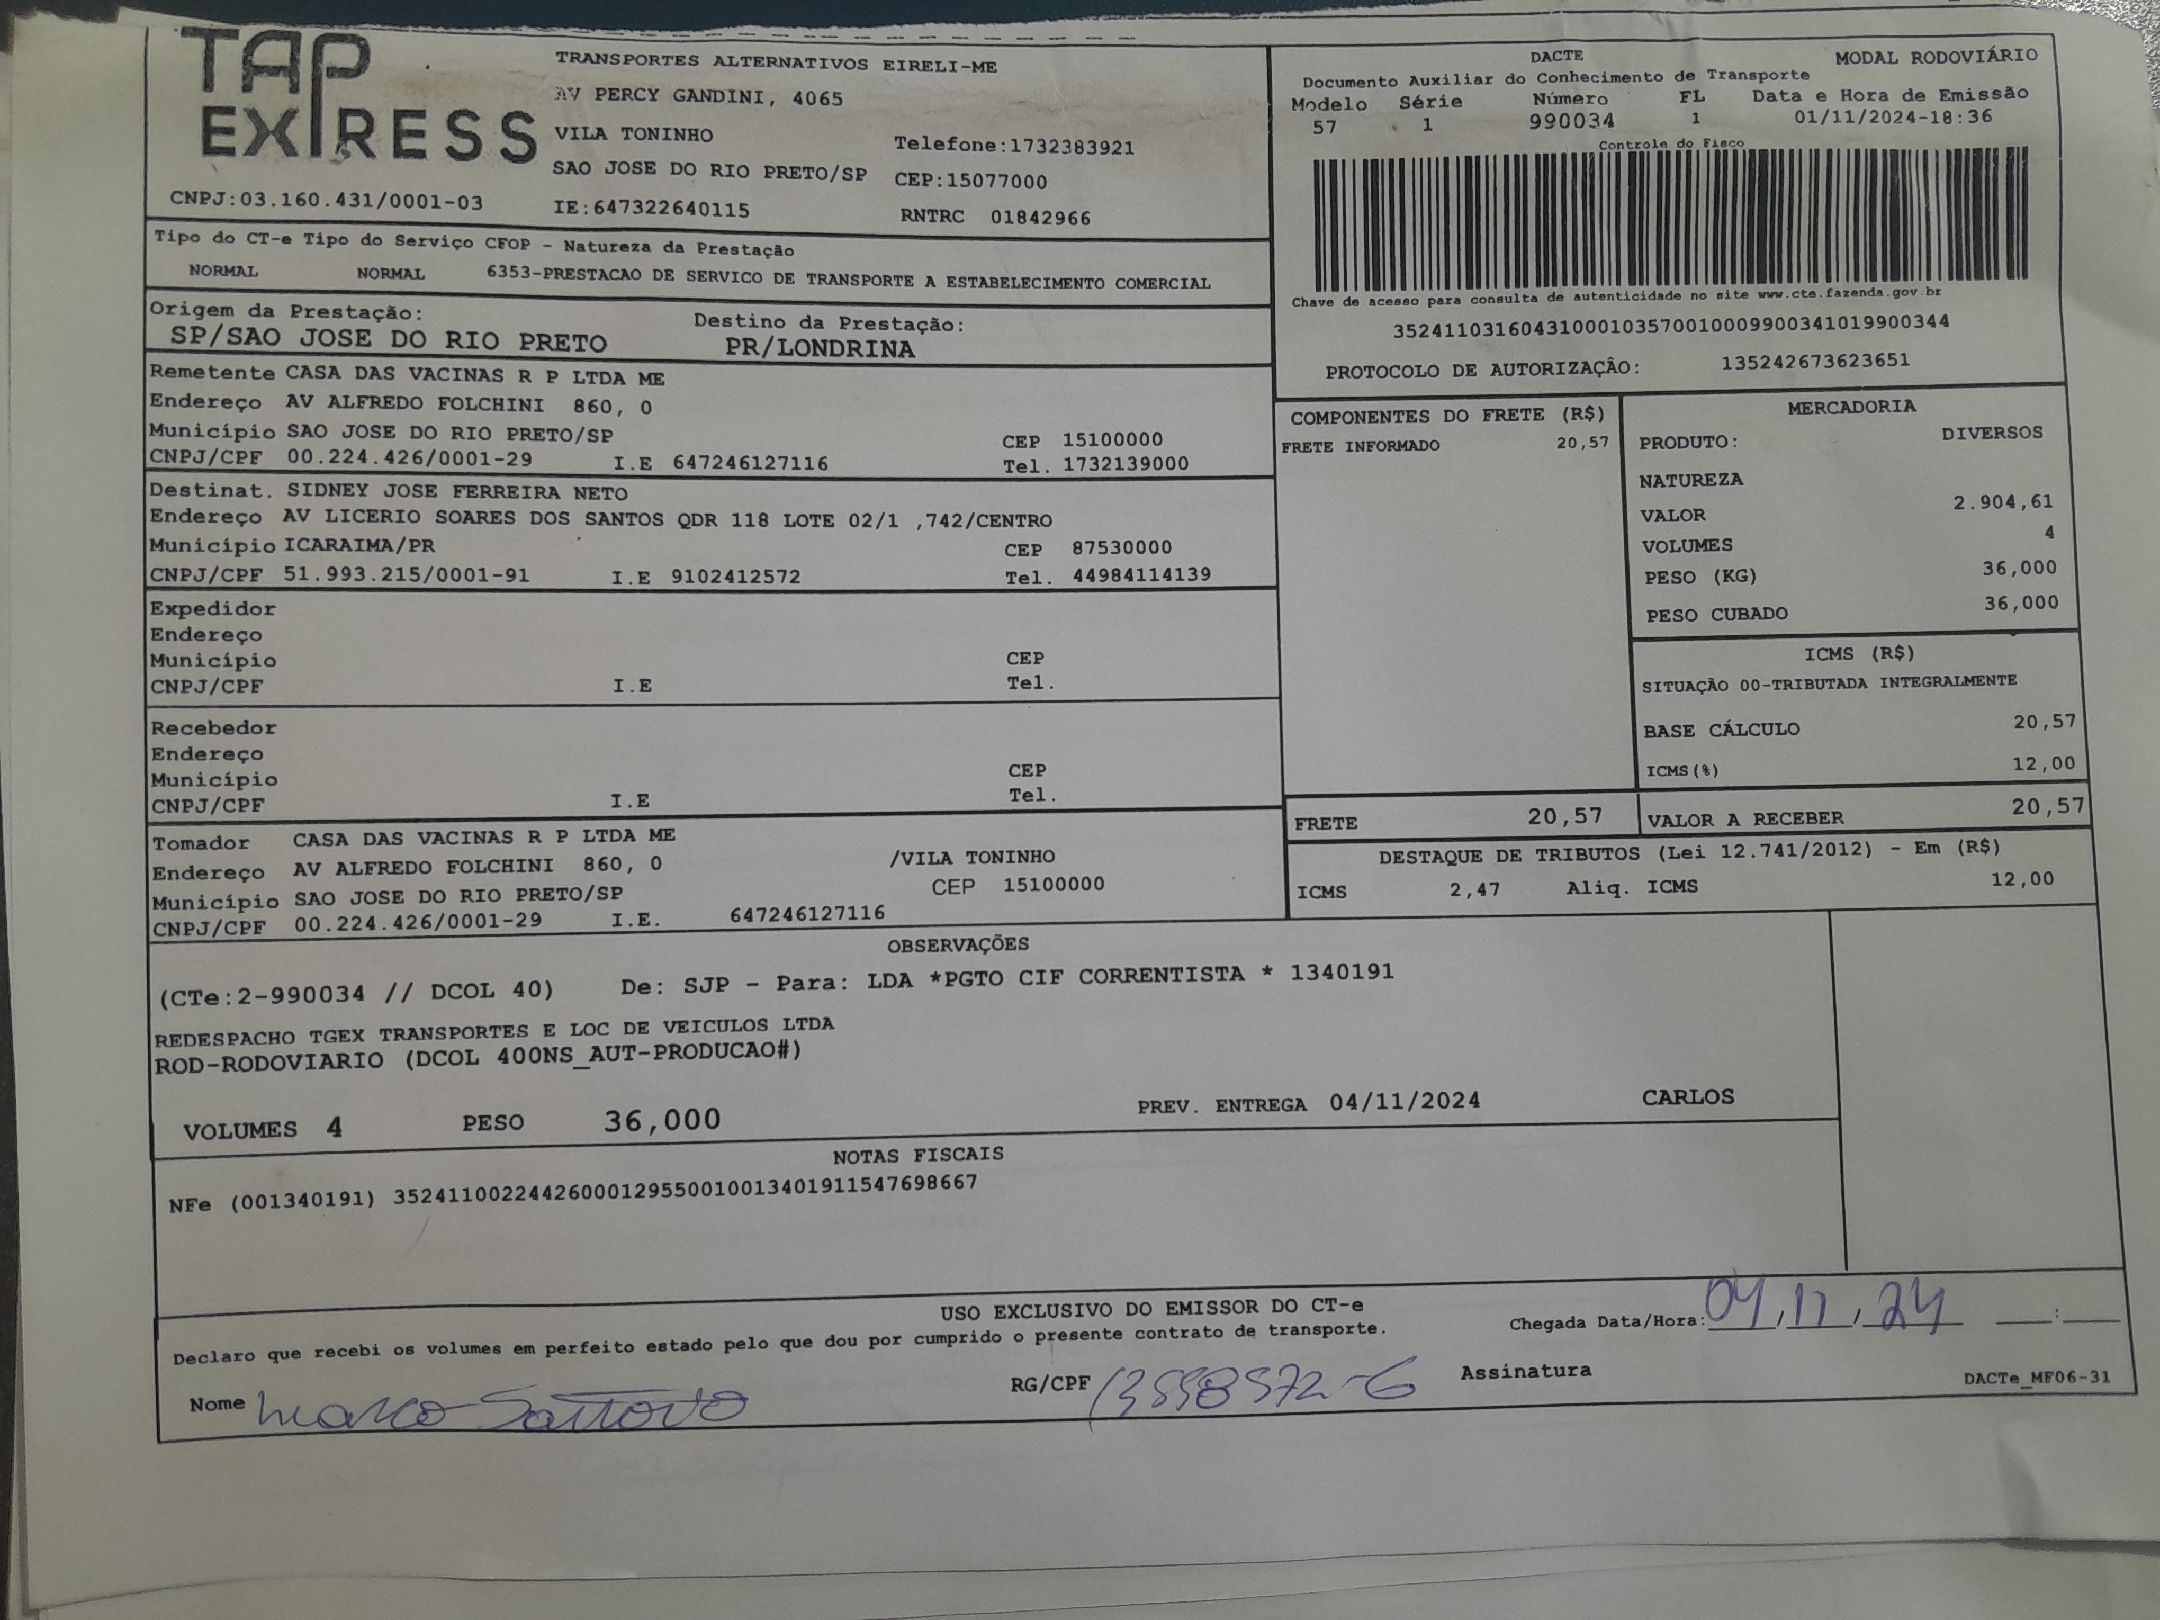 TAP EXPRESS
TRANSPORTES ALTERNATIVOS EIRELI-ME
AV PERCY GANDINI, 4065
VILA TONINHO Telefone:1732383921
SAO JOSE DO RIO PRETO/SP CEP:15077000
CNPJ:03.160.431/0001-03 IE:647322640115 RNTRC 01842966
DACTE MODAL RODOVIÁRIO
Documento Auxiliar do Conhecimento de Transporte
Modelo Série Número FL Data e Hora de Emissão
57 1 990034 1 01/11/2024-18:36
Controle do Fisco
Chave de acesso para consulta de autenticidade no site www.cte.fazenda.gov.br
35241103160431000103570010009900341019900344
PROTOCOLO DE AUTORIZAÇÂO: 135242673623651
Tipo do CT-e Tipo do Serviço CFOP - Natureza da Prestação
NORMAL NORMAL 6353-PRESTACAO DE SERVICO DE TRANSPORTE A ESTABELECIMENTO COMERCIAL
Origem da Prestação: Destino da Prestação:
SP/SAO JOSE DO RIO PRETO PR/LONDRINA
Remetente CASA DAS VACINAS R P LTDA ME
Endereço AV ALFREDO FOLCHINI 860, 0
Município SAO JOSE DO RIO PRETO/SP CEP 15100000
CNPJ/CPF 00.224.426/0001-29 I.E 647246127116 Tel. 1732139000
Destinat. SIDNEY JOSE FERREIRA NETO
Endereço AV LICERIO SOARES DOS SANTOS QDR 118 LOTE 02/1 ,742/CENTRO
Município ICARAIMA/PR CEP 87530000
CNPJ/CPF 51.993.215/0001-91 I.E 9102412572 Tel. 44984114139
Expedidor
Endereço
Município CEP
CNPJ/CPF I.E Tel.
Recebedor
Endereço
Município CEP
CNPJ/CPF I.E Tel.
Tomador CASA DAS VACINAS R P LTDA ME
Endereço AV ALFREDO FOLCHINI 860, 0 /VILA TONINHO
Município SAO JOSE DO RIO PRETO/SP CEP 15100000
CNPJ/CPF 00.224.426/0001-29 I.E. 647246127116
COMPONENTES DO FRETE (R$)
FRETE INFORMADO 20,57
MERCADORIA
PRODUTO: DIVERSOS
NATUREZA
VALOR 2.904,61
VOLUMES 4
PESO (KG) 36,000
PESO CUBADO 36,000
ICMS (R$)
SITUAÇÃO 00-TRIBUTADA INTEGRALMENTE
BASE CÁLCULO 20,57
ICMS(%) 12,00
FRETE 20,57 VALOR A RECEBER 20,57
DESTAQUE DE TRIBUTOS (Lei 12.741/2012) - Em (R$)
ICMS 2,47 Aliq. ICMS 12,00
OBSERVAÇÕES
(CTe:2-990034 // DCOL 40) De: SJP - Para: LDA *PGTO CIF CORRENTISTA * 1340191
REDESPACHO TGEX TRANSPORTES E LOC DE VEICULOS LTDA
ROD-RODOVIARIO (DCOL 400NS_AUT-PRODUCAO#)
VOLUMES 4 PESO 36,000 PREV. ENTREGA 04/11/2024 CARLOS
NOTAS FISCAIS
NFe (001340191) 35241100224426000129550010013401911547698667
USO EXCLUSIVO DO EMISSOR DO CT-e
Declaro que recebi os volumes em perfeito estado pelo que dou por cumprido o presente contrato de transporte.
Chegada Data/Hora: 04/11/24 :
Nome Marco RG/CPF Assinatura
DACTe_MF06-31